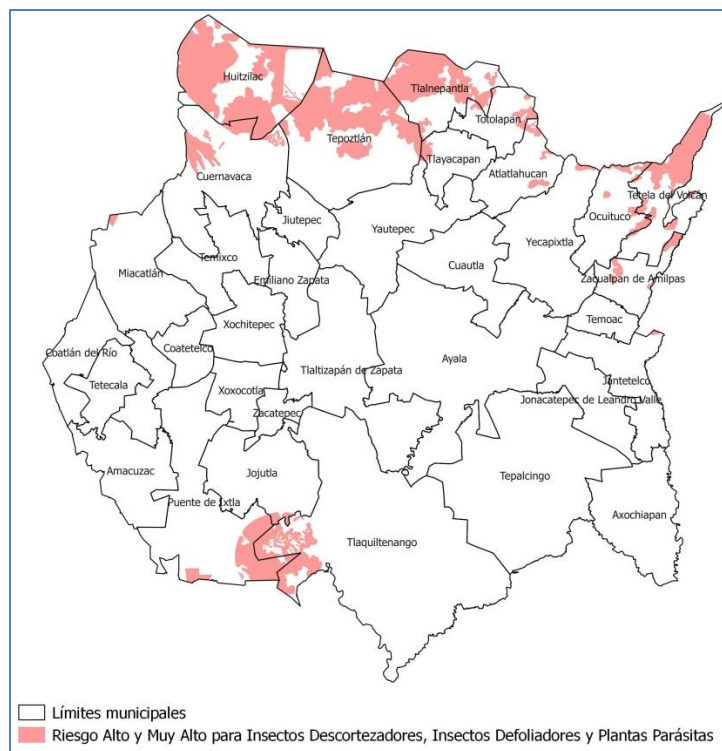 Huitzilac
Tlalnepantla
Totolapan
Tepoztlán
Tlayacapan
Atlatlahucan
Cuernavaca
Tetela del Volcán
Ocuituco
Jiutepec
Yautepec
Yecapixtla
Temixco
Cuautla
Miacatlán
Emiliano Zapata
Zacualpan de Amilpas
Temoac
Xochitepec
Coatlán del Río
Coatetelco
Ayala
Tlaltizapán de Zapata
Tetecala
Jantetelco
Xoxocotla
Jonacatepec de Leandro Valle
Zacatepec
Amacuzac
Jojutla
Tepalcingo
Puente de Ixtla
Axochiapan
Tlaquiltenango
Límites municipales
Riesgo Alto y Muy Alto para Insectos Descortezadores, Insectos Defoliadores y Plantas Parásitas